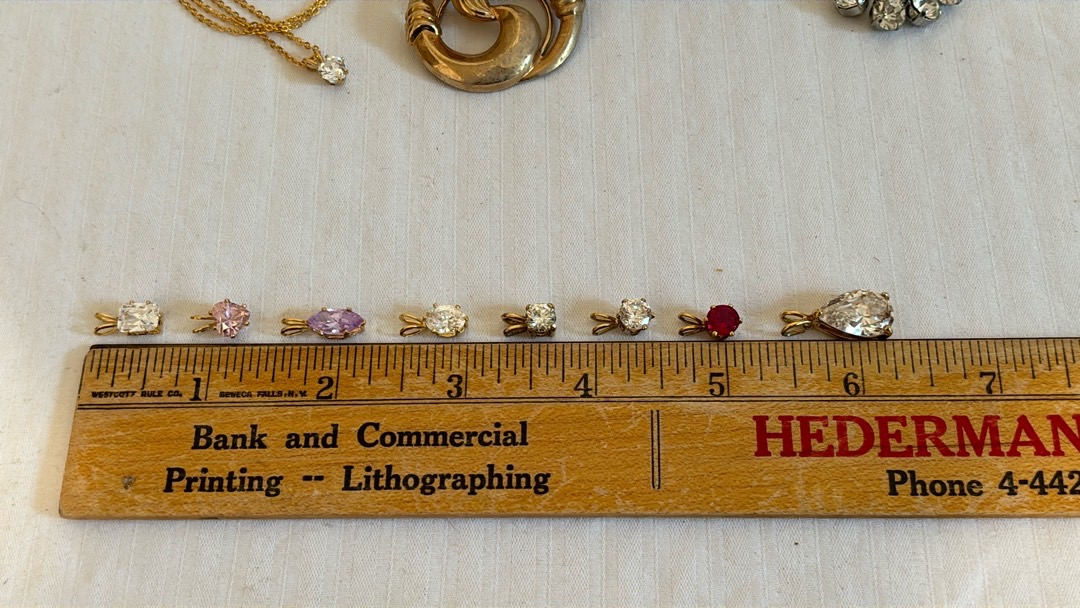 1 2 3 4 5 6 7
WESTCOTT RULE CO. SENECA FALLS, N.Y.
Bank and Commercial
Printing -- Lithographing
HEDERMAN
Phone 4-442